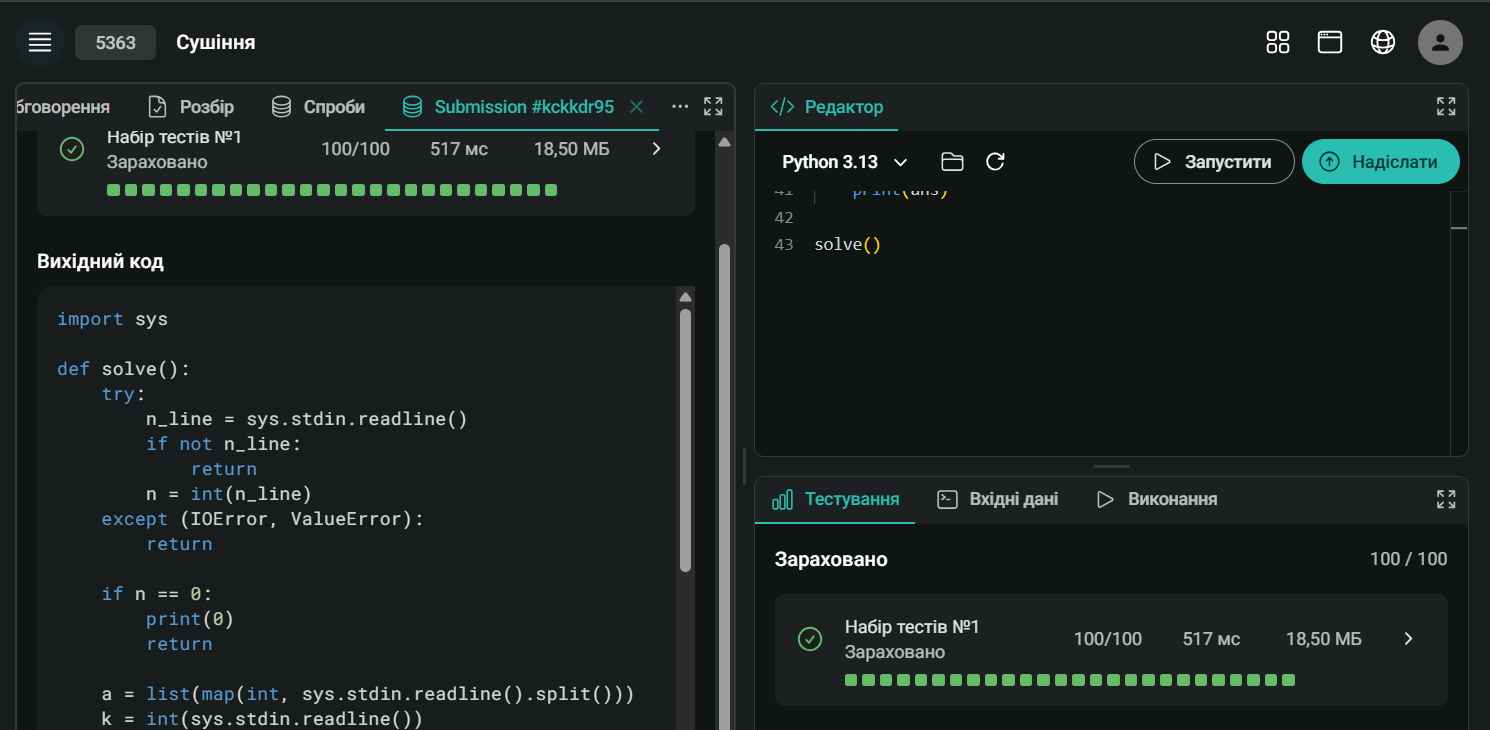 5363
Сушіння
бговорення
Розбір
Спроби
Submission #kckkdr95
Набір тестів №1
Зараховано
100/100
517 мс
18,50 МБ
Вихідний код
import sys
def solve():
try:
n_line = sys.stdin.readline()
if not n_line:
return
n = int(n_line)
except (IOError, ValueError):
return
if n == 0:
print(0)
return
a = list(map(int, sys.stdin.readline().split()))
k = int(sys.stdin.readline())
Редактор
Python 3.13
Запустити
Надіслати
41 print(ans)
42
43 solve()
Тестування
Вхідні дані
Виконання
Зараховано
100 / 100
Набір тестів №1
Зараховано
100/100
517 мс
18,50 МБ